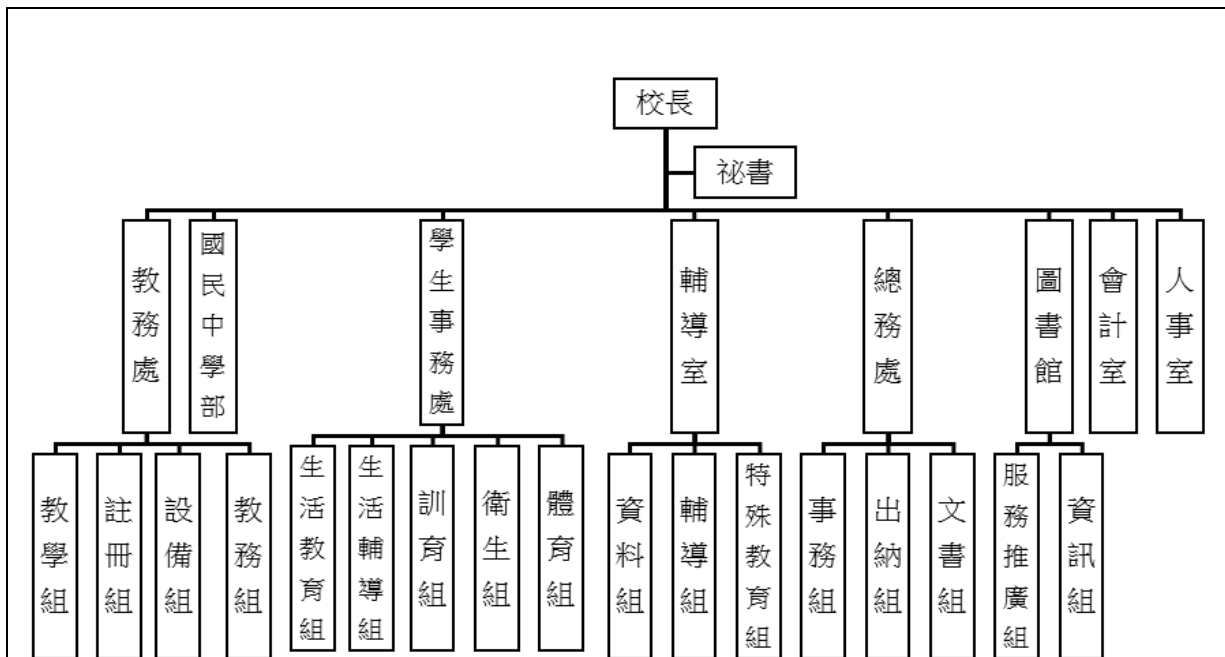 校長
祕書
教務處
國民中學部
學生事務處
輔導室
總務處
圖書館
會計室
人事室
教學組
註冊組
設備組
教務組
生活教育組
生活輔導組
訓育組
衛生組
體育組
資料組
輔導組
特殊教育組
事務組
出納組
文書組
服務推廣組
資訊組